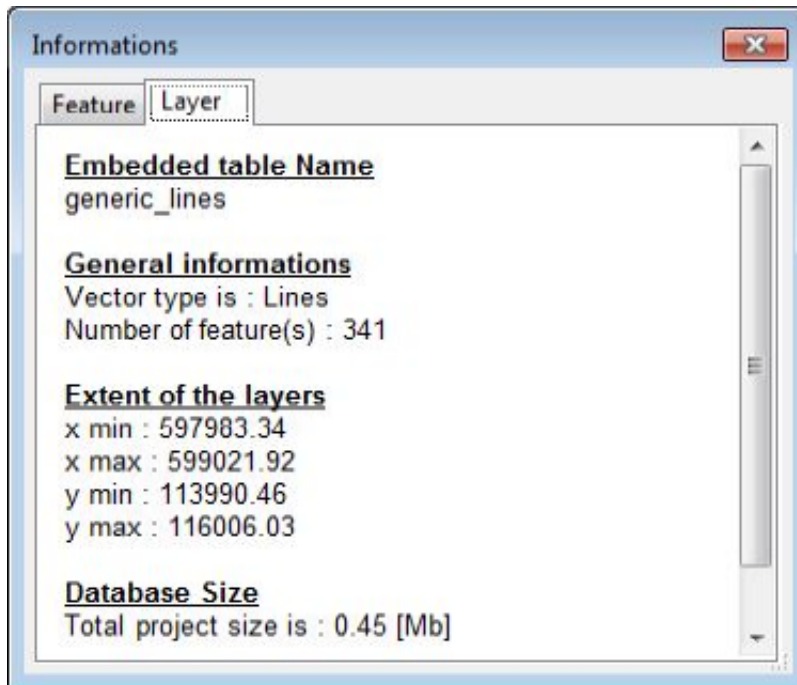 Informations
Feature Layer
Embedded table Name
generic_lines
General informations
Vector type is : Lines
Number of feature(s) : 341
Extent of the layers
x min : 597983.34
x max : 599021.92
y min : 113990.46
y max : 116006.03
Database Size
Total project size is : 0.45 [Mb]